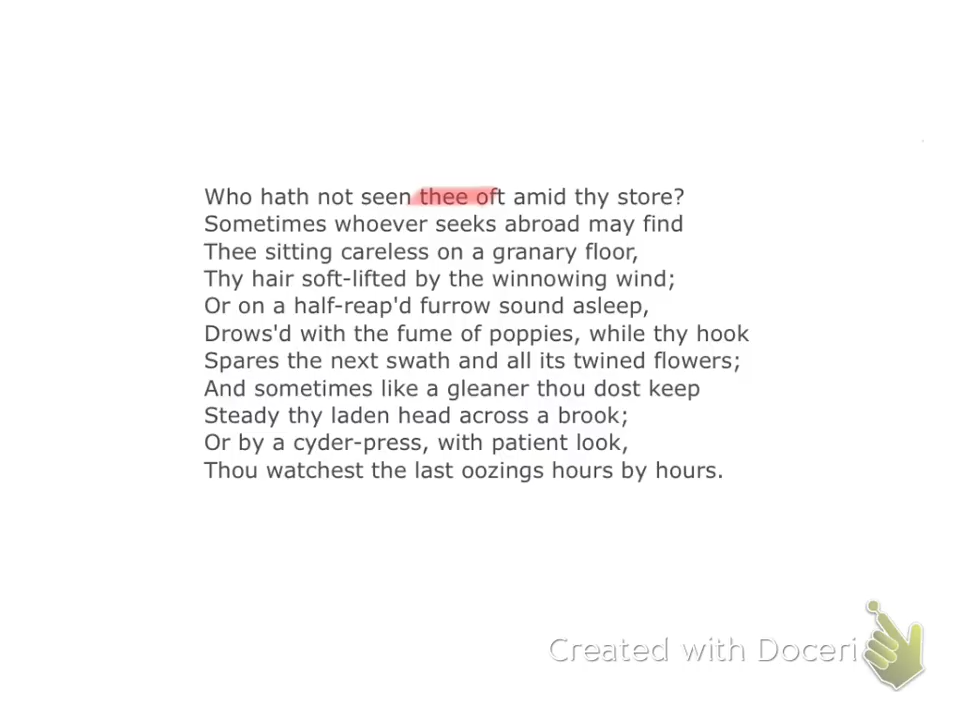 Who hath not seen thee oft amid thy store?
Sometimes whoever seeks abroad may find
Thee sitting careless on a granary floor,
Thy hair soft-lifted by the winnowing wind;
Or on a half-reap'd furrow sound asleep,
Drows'd with the fume of poppies, while thy hook
Spares the next swath and all its twined flowers;
And sometimes like a gleaner thou dost keep
Steady thy laden head across a brook;
Or by a cyder-press, with patient look,
Thou watchest the last oozings hours by hours.
Created with Doceri